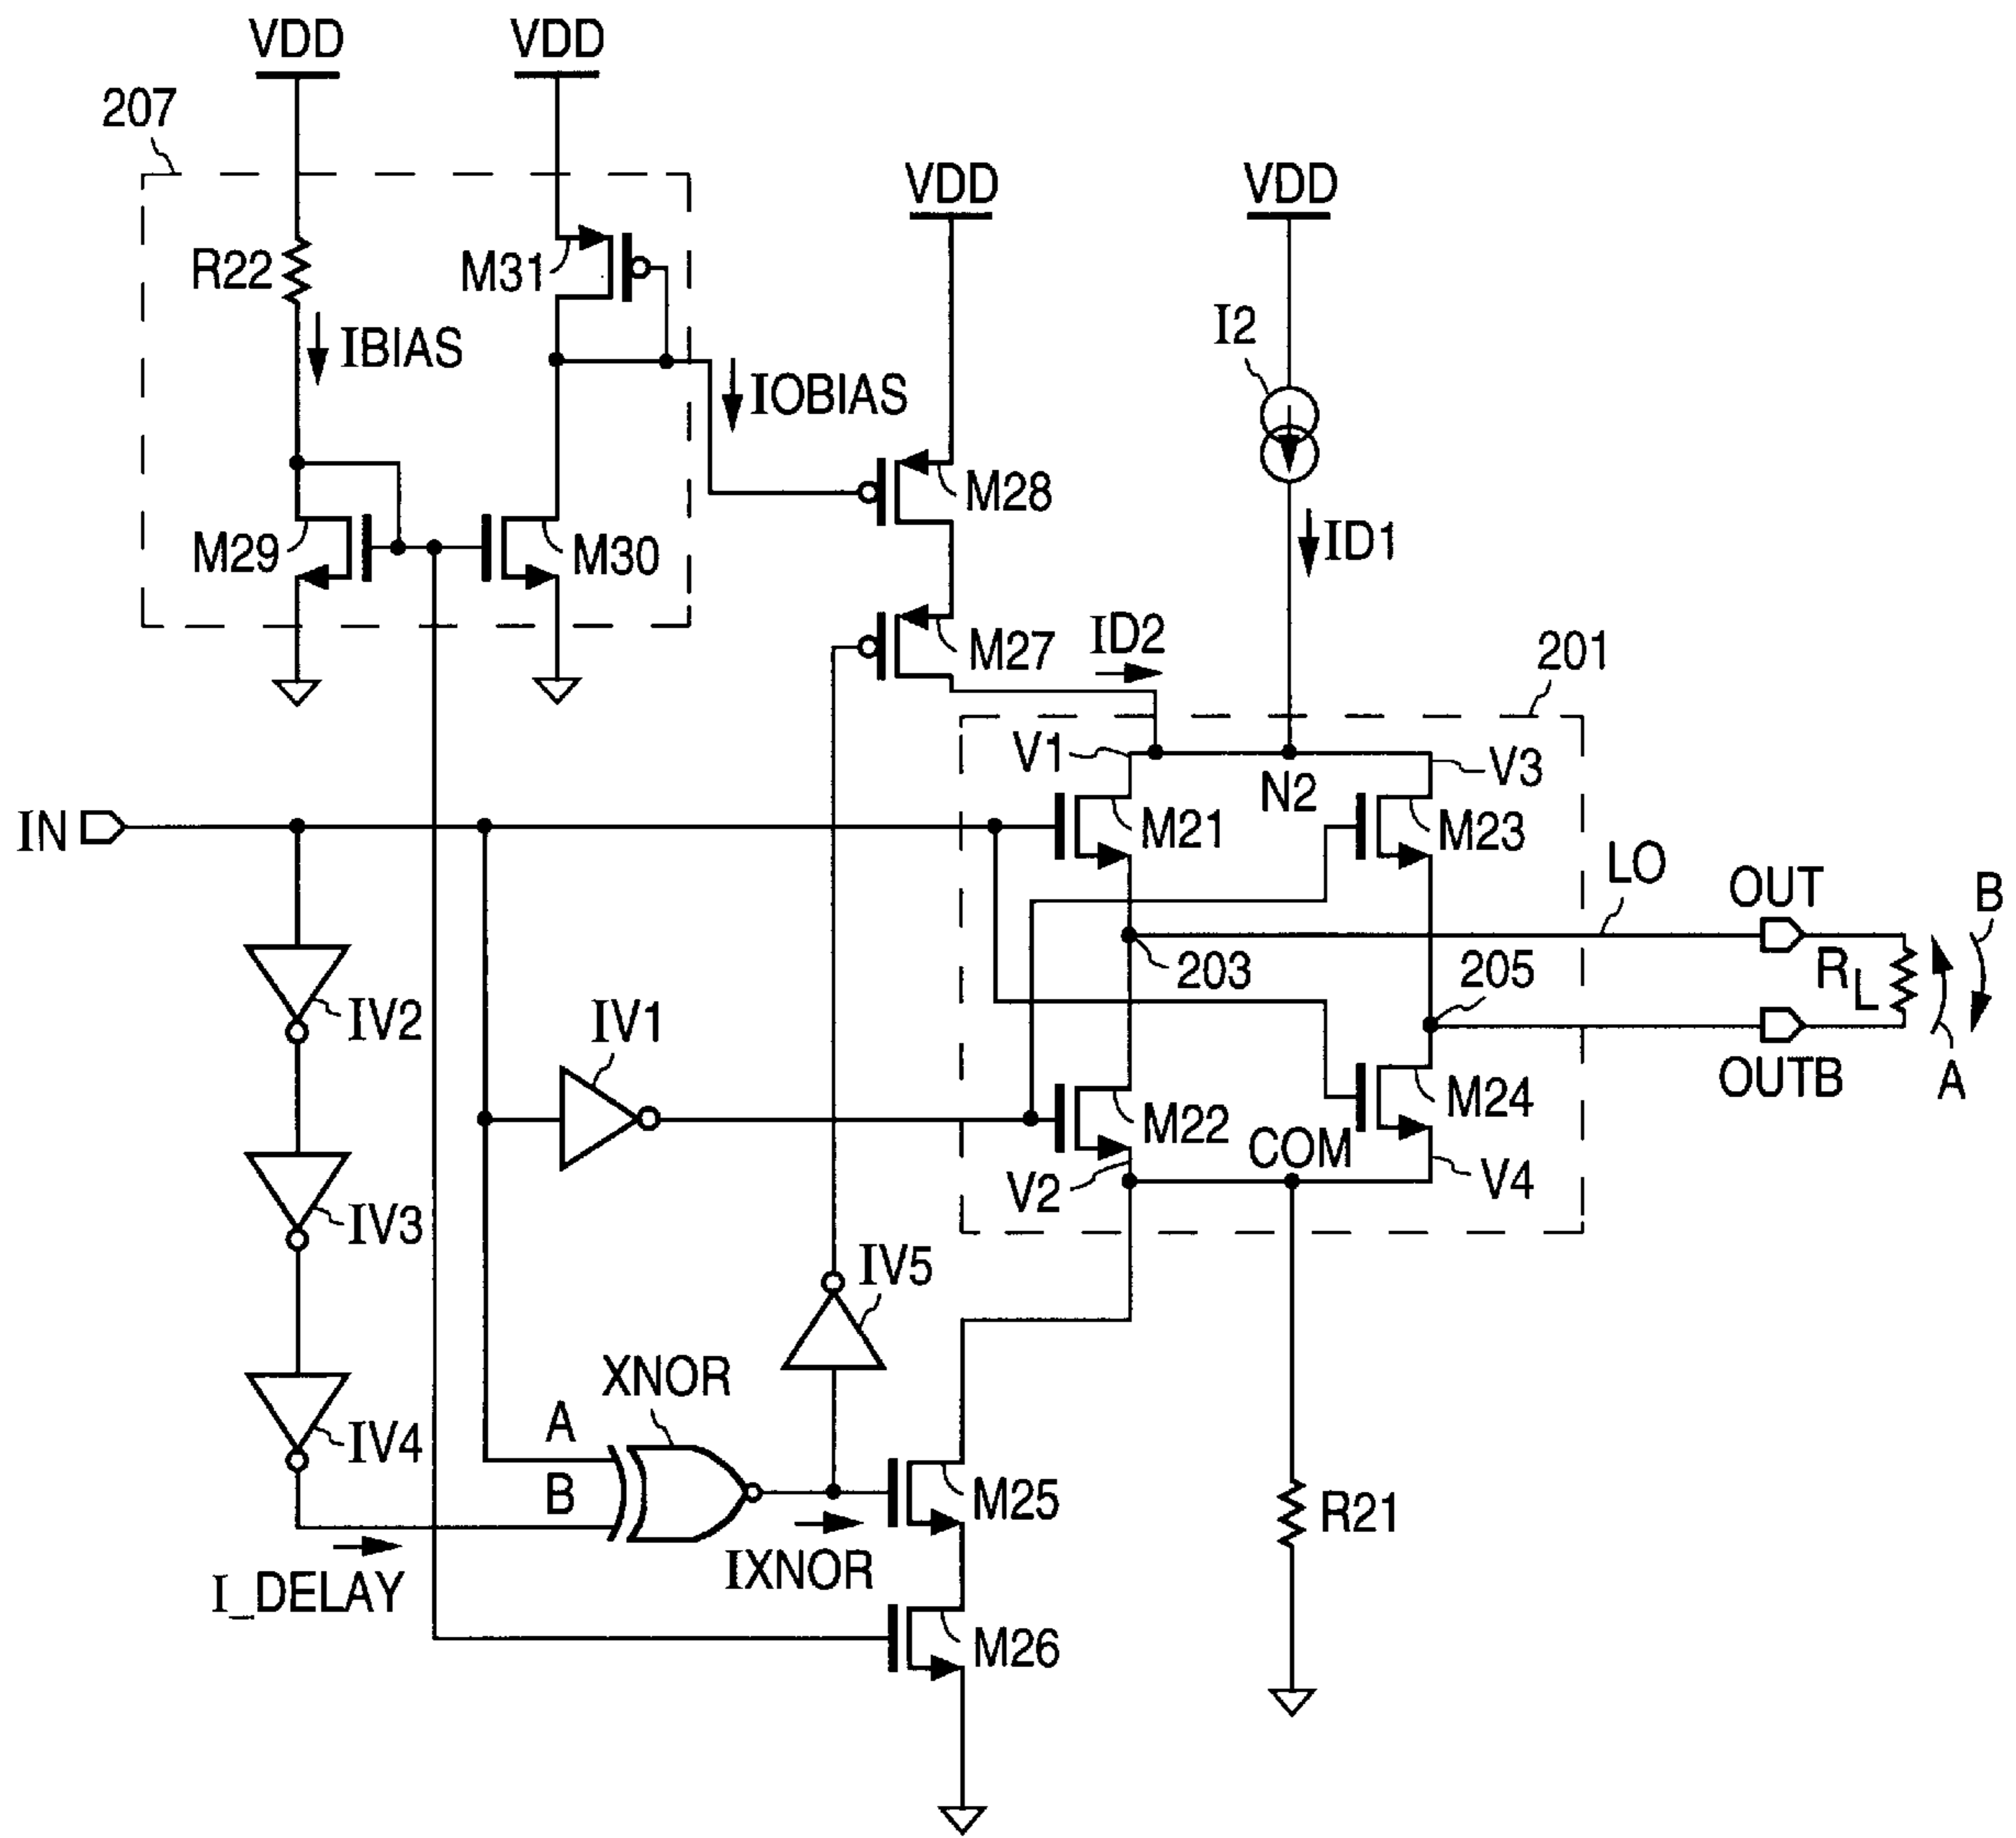 VDD
VDD
207
VDD
VDD
R22
M31
IBIAS
IOBIAS
I2
M28
M29
M30
ID1
M27
ID2
201
V1
N2
V3
IN
M21
M23
LO
OUT
B
203
205
RL
IV2
IV1
OUTB
A
M22
COM
M24
V2
V4
IV3
IV5
XNOR
A
IV4
B
M25
R21
IXNOR
I_DELAY
M26